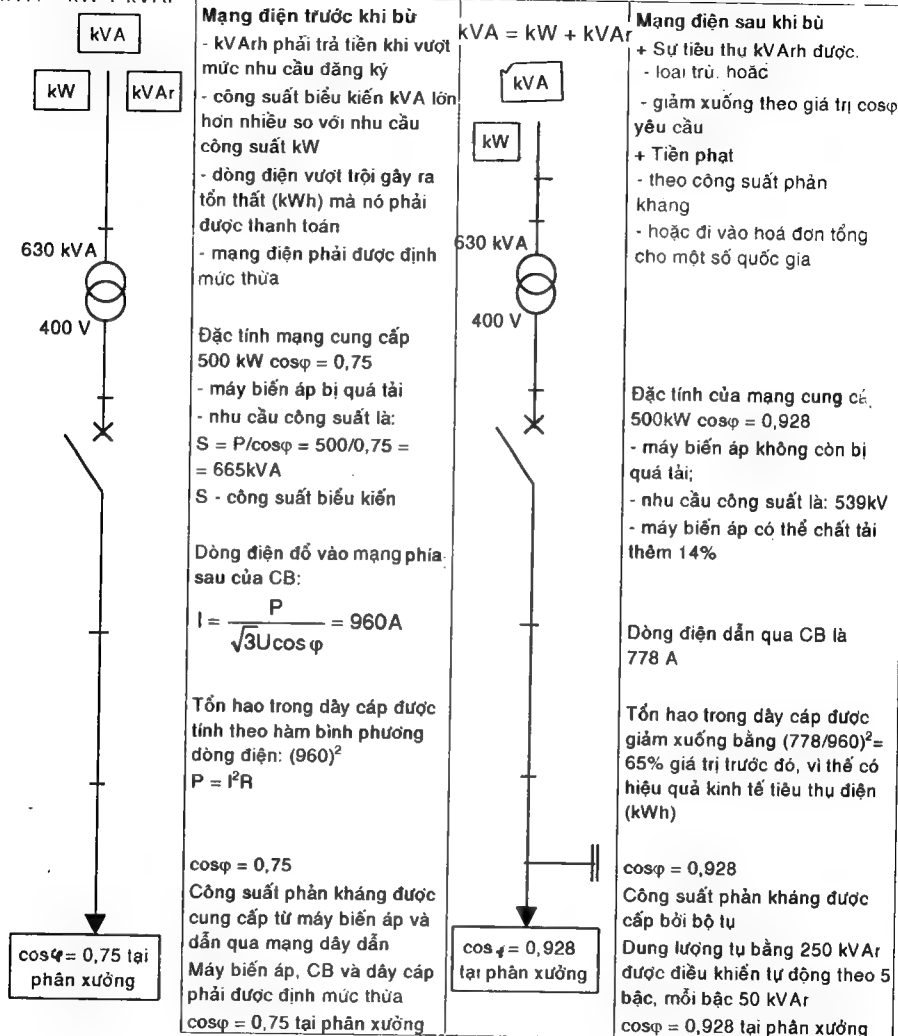 kVA
kW
kVAr
630 kVA
400 V
cosφ = 0,75 tại
phân xưởng
Mạng điện trước khi bù
- kVArh phải trả tiền khi vượt
mức nhu cầu đăng ký
- công suất biểu kiến kVA lớn
hơn nhiều so với nhu cầu
công suất kW
- dòng điện vượt trội gây ra
tổn thất (kWh) mà nó phải
được thanh toán
- mạng điện phải được định
mức thừa
Đặc tính mạng cung cấp
500 kW cosφ = 0,75
- máy biến áp bị quá tải
- nhu cầu công suất là:
S = P/cosφ = 500/0,75 =
= 665kVA
S - công suất biểu kiến
Dòng điện đổ vào mạng phía
sau của CB:
I = P / √3Ucos φ = 960A
Tổn hao trong dây cáp được
tính theo hàm bình phương
dòng điện: (960)²
P = I²R
cosφ = 0,75
Công suất phản kháng được
cung cấp từ máy biến áp và
dẫn qua mạng dây dẫn
Máy biến áp, CB và dây cáp
phải được định mức thừa
cosφ = 0,75 tại phân xưởng
kVA = kW + kVAr
kVA
kW
630 kVA
400 V
cos = 0,928
tại phân xưởng
Mạng điện sau khi bù
+ Sự tiêu thụ kVArh được.
- loại trù. hoăc
- giảm xuống theo giá trị cosφ
yêu cầu
+ Tiền phạt
- theo công suất phản
khang
- hoặc đi vào hoá đơn tổng
cho một số quốc gia
Đặc tính của mạng cung
500kW cosφ = 0,928
- máy biến áp không còn bị
quá tải;
- nhu cầu công suất là: 539kV
- máy biến áp có thể chất tải
thêm 14%
Dòng điện dẫn qua CB là
778 A
Tổn hao trong dây cáp được
giảm xuống bằng (778/960)²=
65% giá trị trước đó, vì thế có
hiệu quả kinh tế tiêu thụ điện
(kWh)
cosφ = 0,928
Công suất phản kháng được
cấp bởi bộ tụ
Dung lượng tụ bằng 250 kVAr
được điều khiển tự động theo 5
bậc, mỗi bậc 50 kVAr
cosφ = 0,928 tại phân xưởng